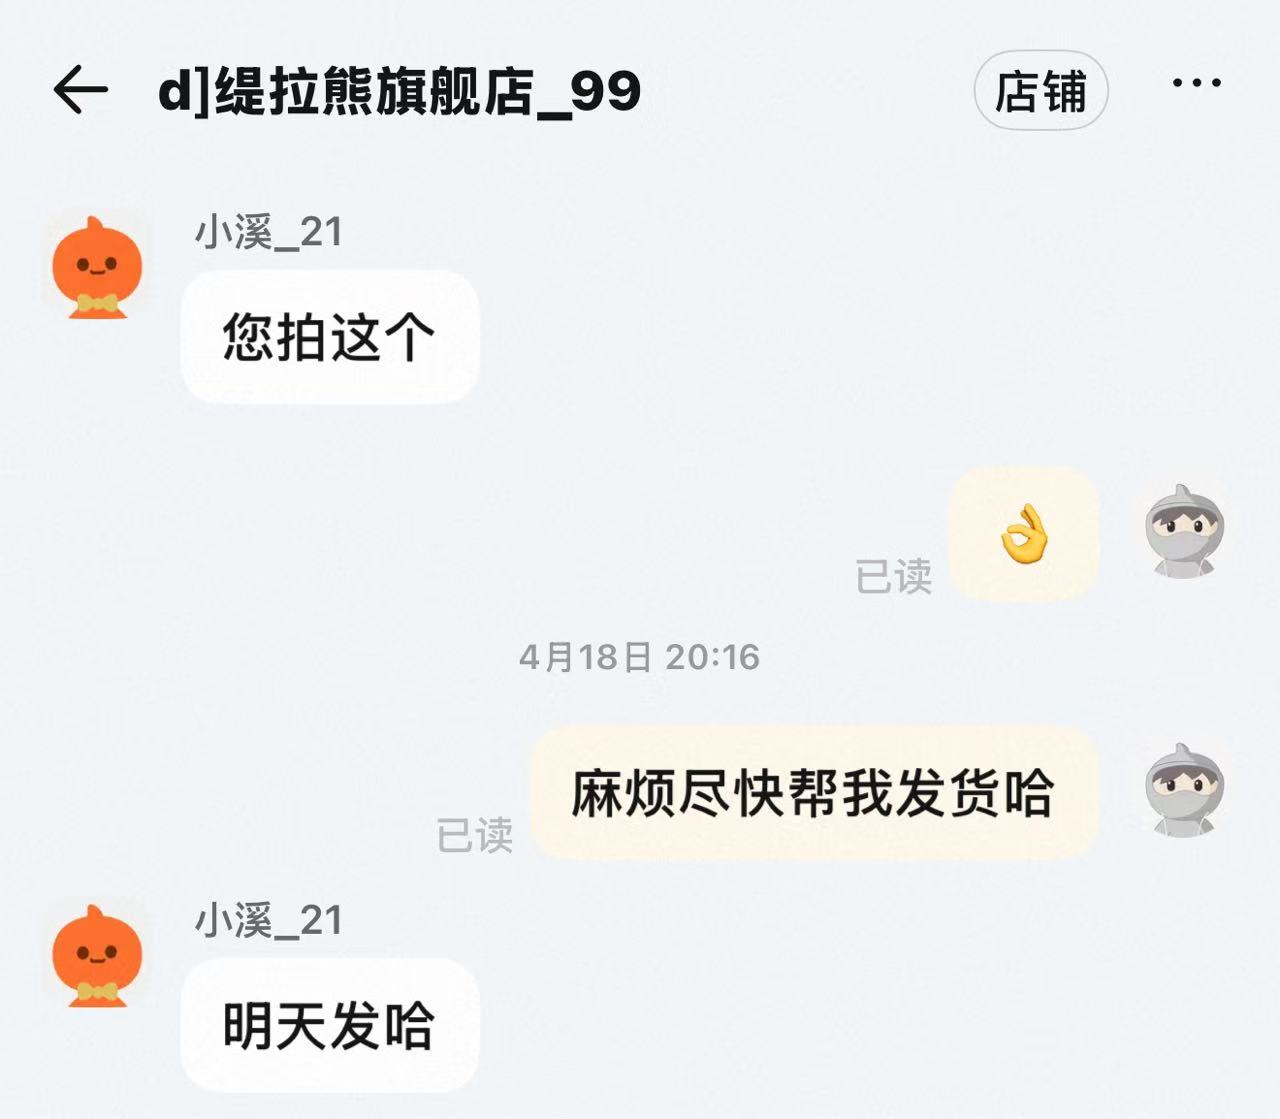 d]缇拉熊旗舰店_99
店铺
小溪_21
您拍这个
👌
已读
4月18日 20:16
麻烦尽快帮我发货哈
已读
小溪_21
明天发哈